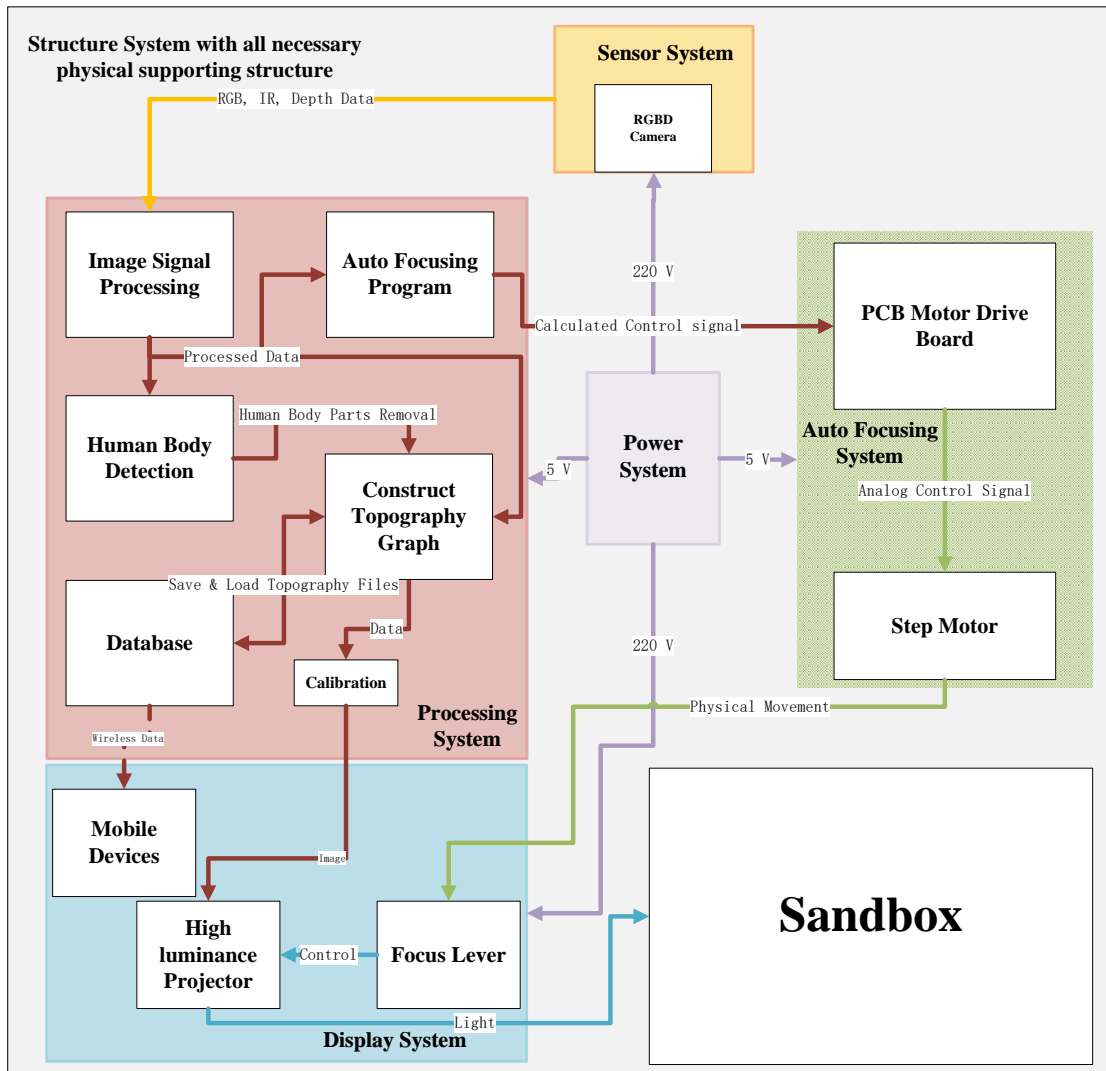 Structure System with all necessary
physical supporting structure
Sensor System
RGB, IR, Depth Data
RGBD
Camera
Image Signal
Processing
Auto Focusing
Program
220 V
PCB Motor Drive
Board
Calculated Control signal
Processed Data
Human Body Parts Removal
Human Body
Detection
Power
System
Auto Focusing
System
5 V
5 V
Construct
Topography
Graph
Analog Control Signal
Save & Load Topography Files
Database
Data
Step Motor
220 V
Calibration
Physical Movement
Processing
System
Wireless Data
Mobile
Devices
Image
High
luminance
Projector
Control
Focus Lever
Sandbox
Light
Display System